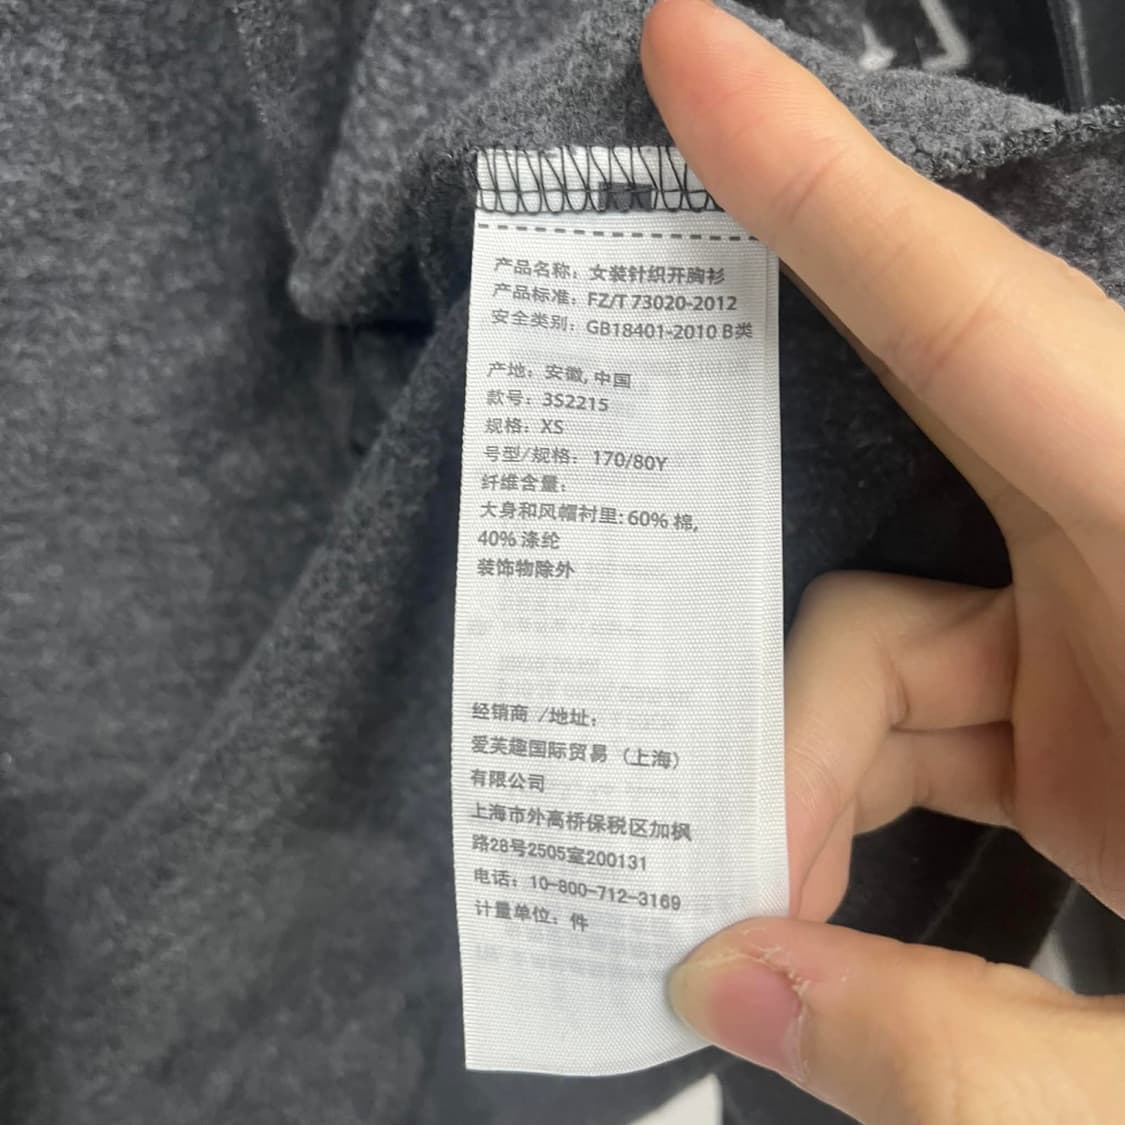 产品名称：女装针织开胸衫
产品标准：FZ/T 73020-2012
安全类别：GB18401-2010 B类
产地：安徽, 中国
款号：3S2215
规格：XS
号型/规格：170/80Y
纤维含量：
大身和风帽衬里: 60% 棉,
40% 涤纶
装饰物除外
经销商 /地址：
爱芙趣国际贸易（上海）
有限公司
上海市外高桥保税区加枫
路28号2505室200131
电话：10-800-712-3169
计量单位：件